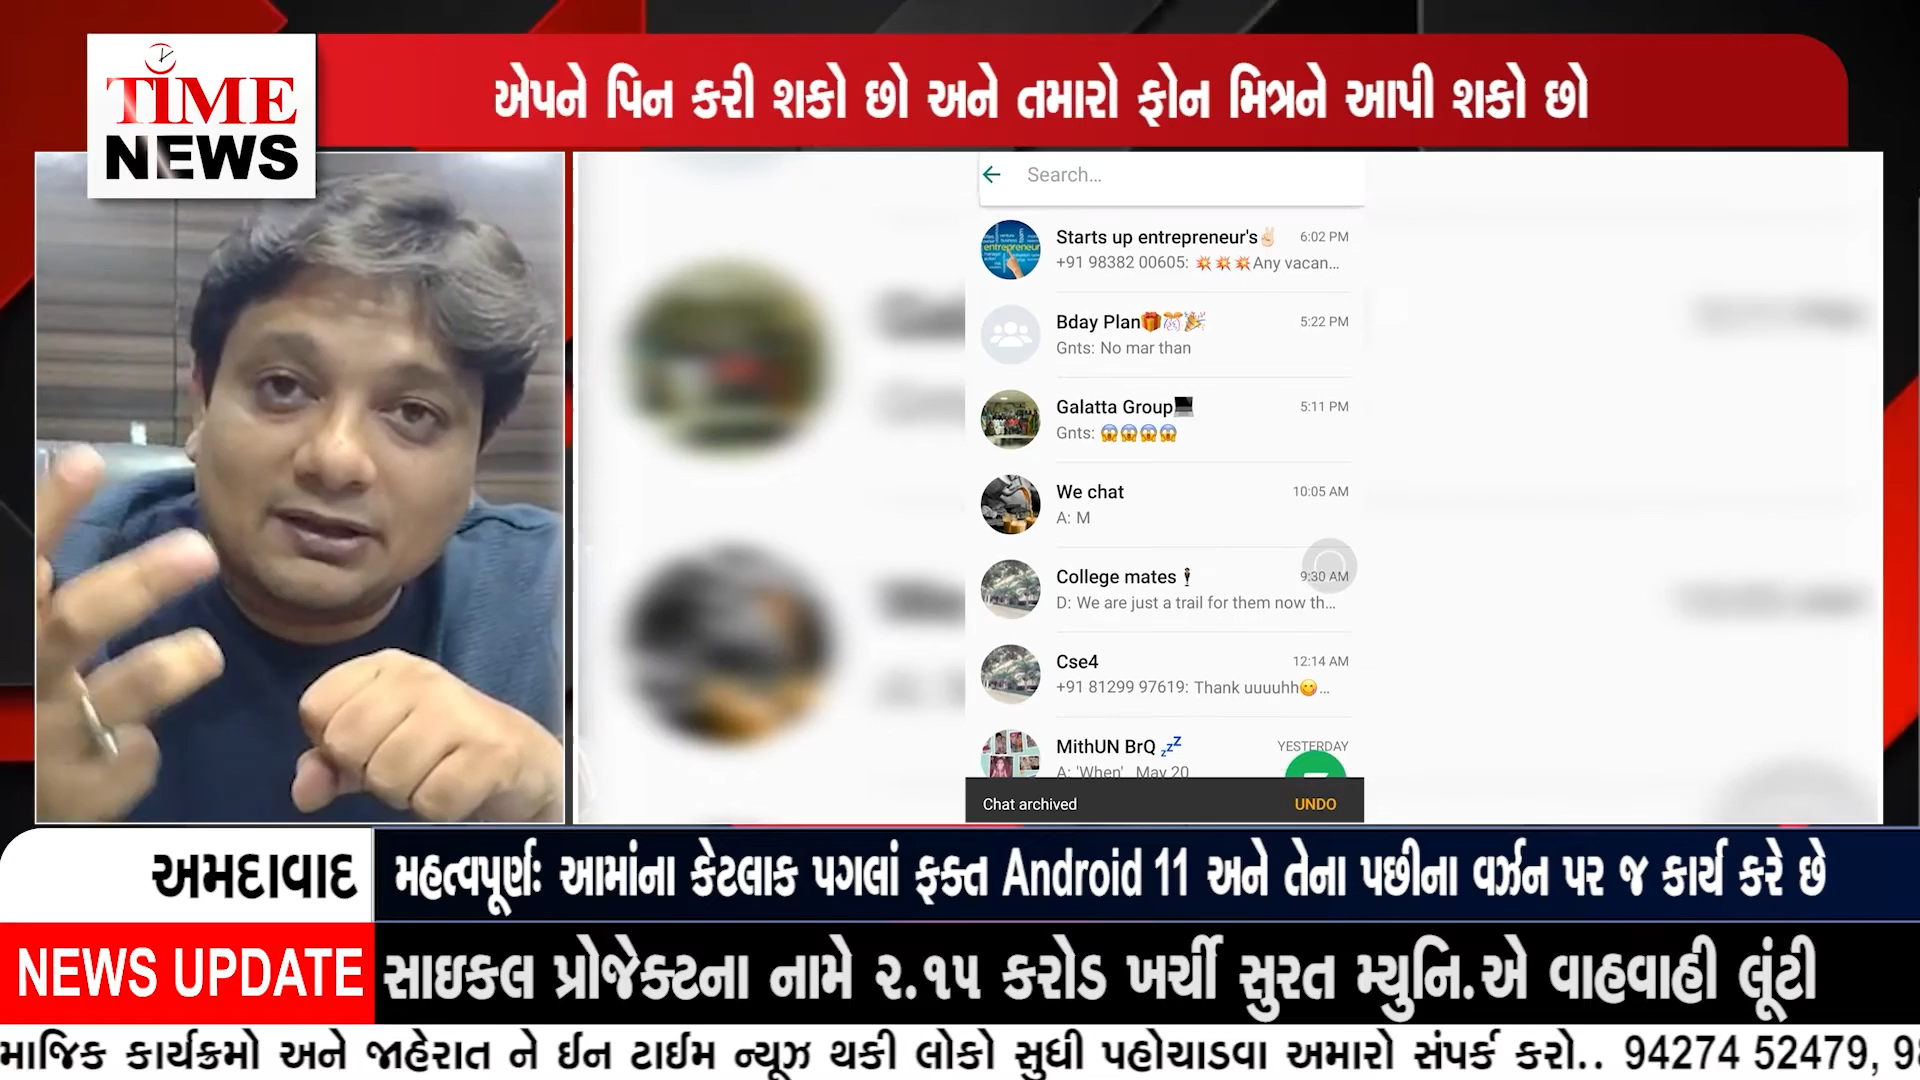 TIME
NEWS
એપને પિન કરી શકો છો અને તમારો ફોન મિત્રને આપી શકો છો
Search...
Starts up entrepreneur's✌🏻 6:02 PM
+91 98382 00605: 💥💥💥Any vacan...
Bday Plan🎁🎊🎉 5:22 PM
Gnts: No mar than
Galatta Group💻 5:11 PM
Gnts: 😱😱😱😱
We chat 10:05 AM
A: M
College mates🕴 9:30 AM
D: We are just a trail for them now th...
Cse4 12:14 AM
+91 81299 97619: Thank uuuuhh😋...
MithUN BrQ 💤 YESTERDAY
A: 'When' May 20
Chat archived UNDO
અમદાવાદ
મહત્વપૂર્ણઃ આમાંના કેટલાક પગલાં ફક્ત Android 11 અને તેના પછીના વર્ઝન પર જ કાર્ય કરે છે
NEWS UPDATE
સાઇકલ પ્રોજેક્ટના નામે ૨.૧૫ કરોડ ખર્ચી સુરત મ્યુનિ.એ વાહવાહી લૂંટી
માજિક કાર્યક્રમો અને જાહેરાત ને ઈન ટાઈમ ન્યૂઝ થકી લોકો સુધી પહોચાડવા અમારો સંપર્ક કરો.. 94274 52479, 9